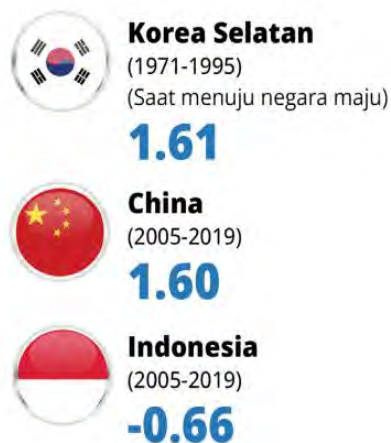 Korea Selatan
(1971-1995)
(Saat menuju negara maju)
1.61
China
(2005-2019)
1.60
Indonesia
(2005-2019)
-0.66